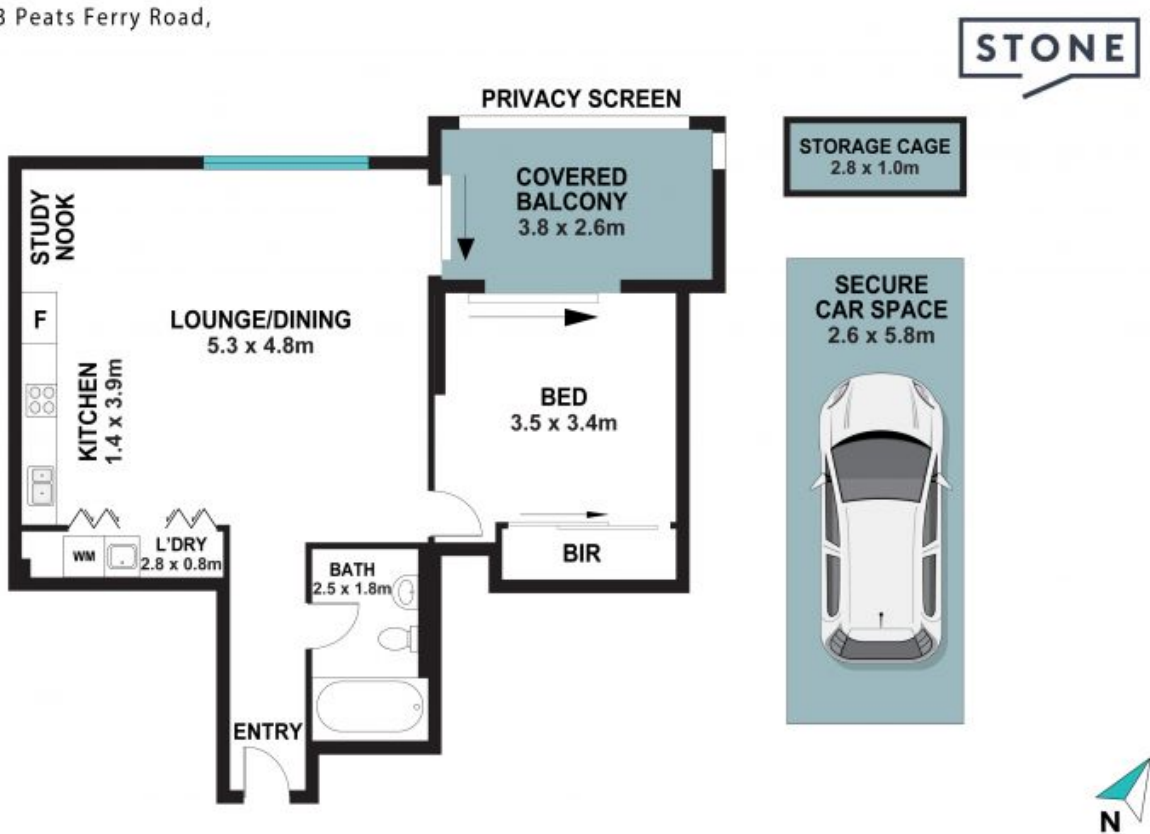 3 Peats Ferry Road,
STONE
PRIVACY SCREEN
COVERED
BALCONY
3.8 x 2.6m
STORAGE CAGE
2.8 x 1.0m
STUDY
NOOK
F
LOUNGE/DINING
5.3 x 4.8m
KITCHEN
1.4 x 3.9m
BED
3.5 x 3.4m
SECURE
CAR SPACE
2.6 x 5.8m
WM
L'DRY
2.8 x 0.8m
BIR
BATH
2.5 x 1.8m
ENTRY
N